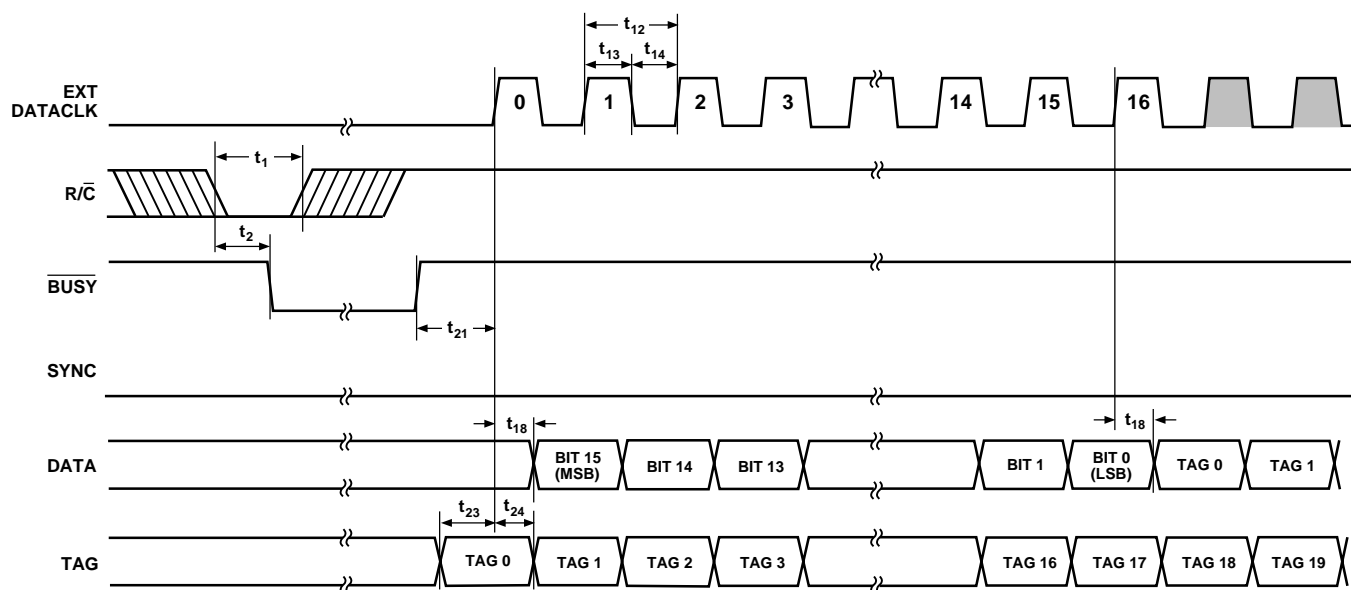 t12
t13 t14
EXT
DATACLK
0 1 2 3 14 15 16
t1
R/C̅
t2
B̅U̅S̅Y̅
t21
SYNC
t18 t18
DATA
BIT 15
(MSB)
BIT 14
BIT 13
BIT 1
BIT 0
(LSB)
TAG 0
TAG 1
t23 t24
TAG
TAG 0 TAG 1 TAG 2 TAG 3 TAG 16 TAG 17 TAG 18 TAG 19